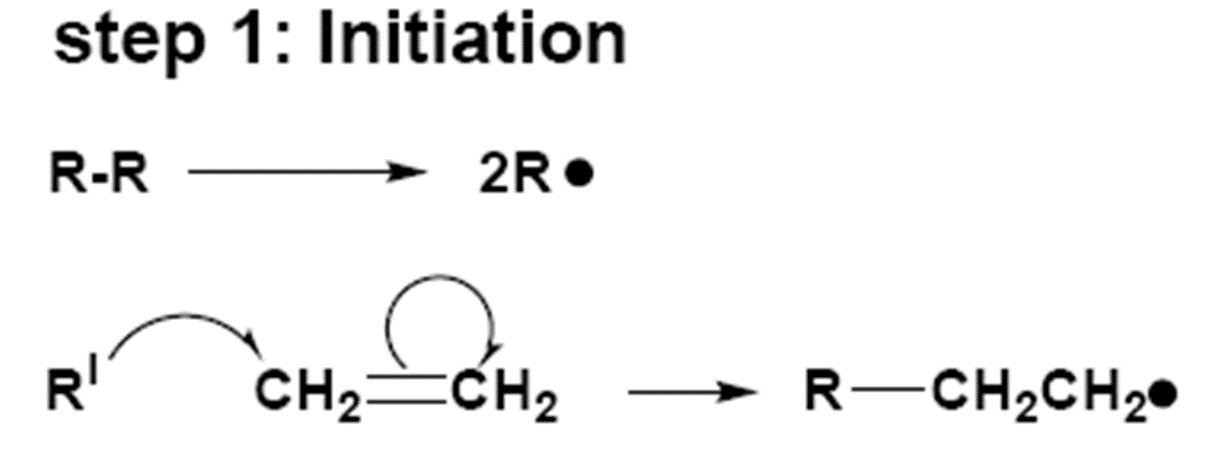 step 1: Initiation
R-R 2R●
R' CH₂=CH₂ R—CH₂CH₂●